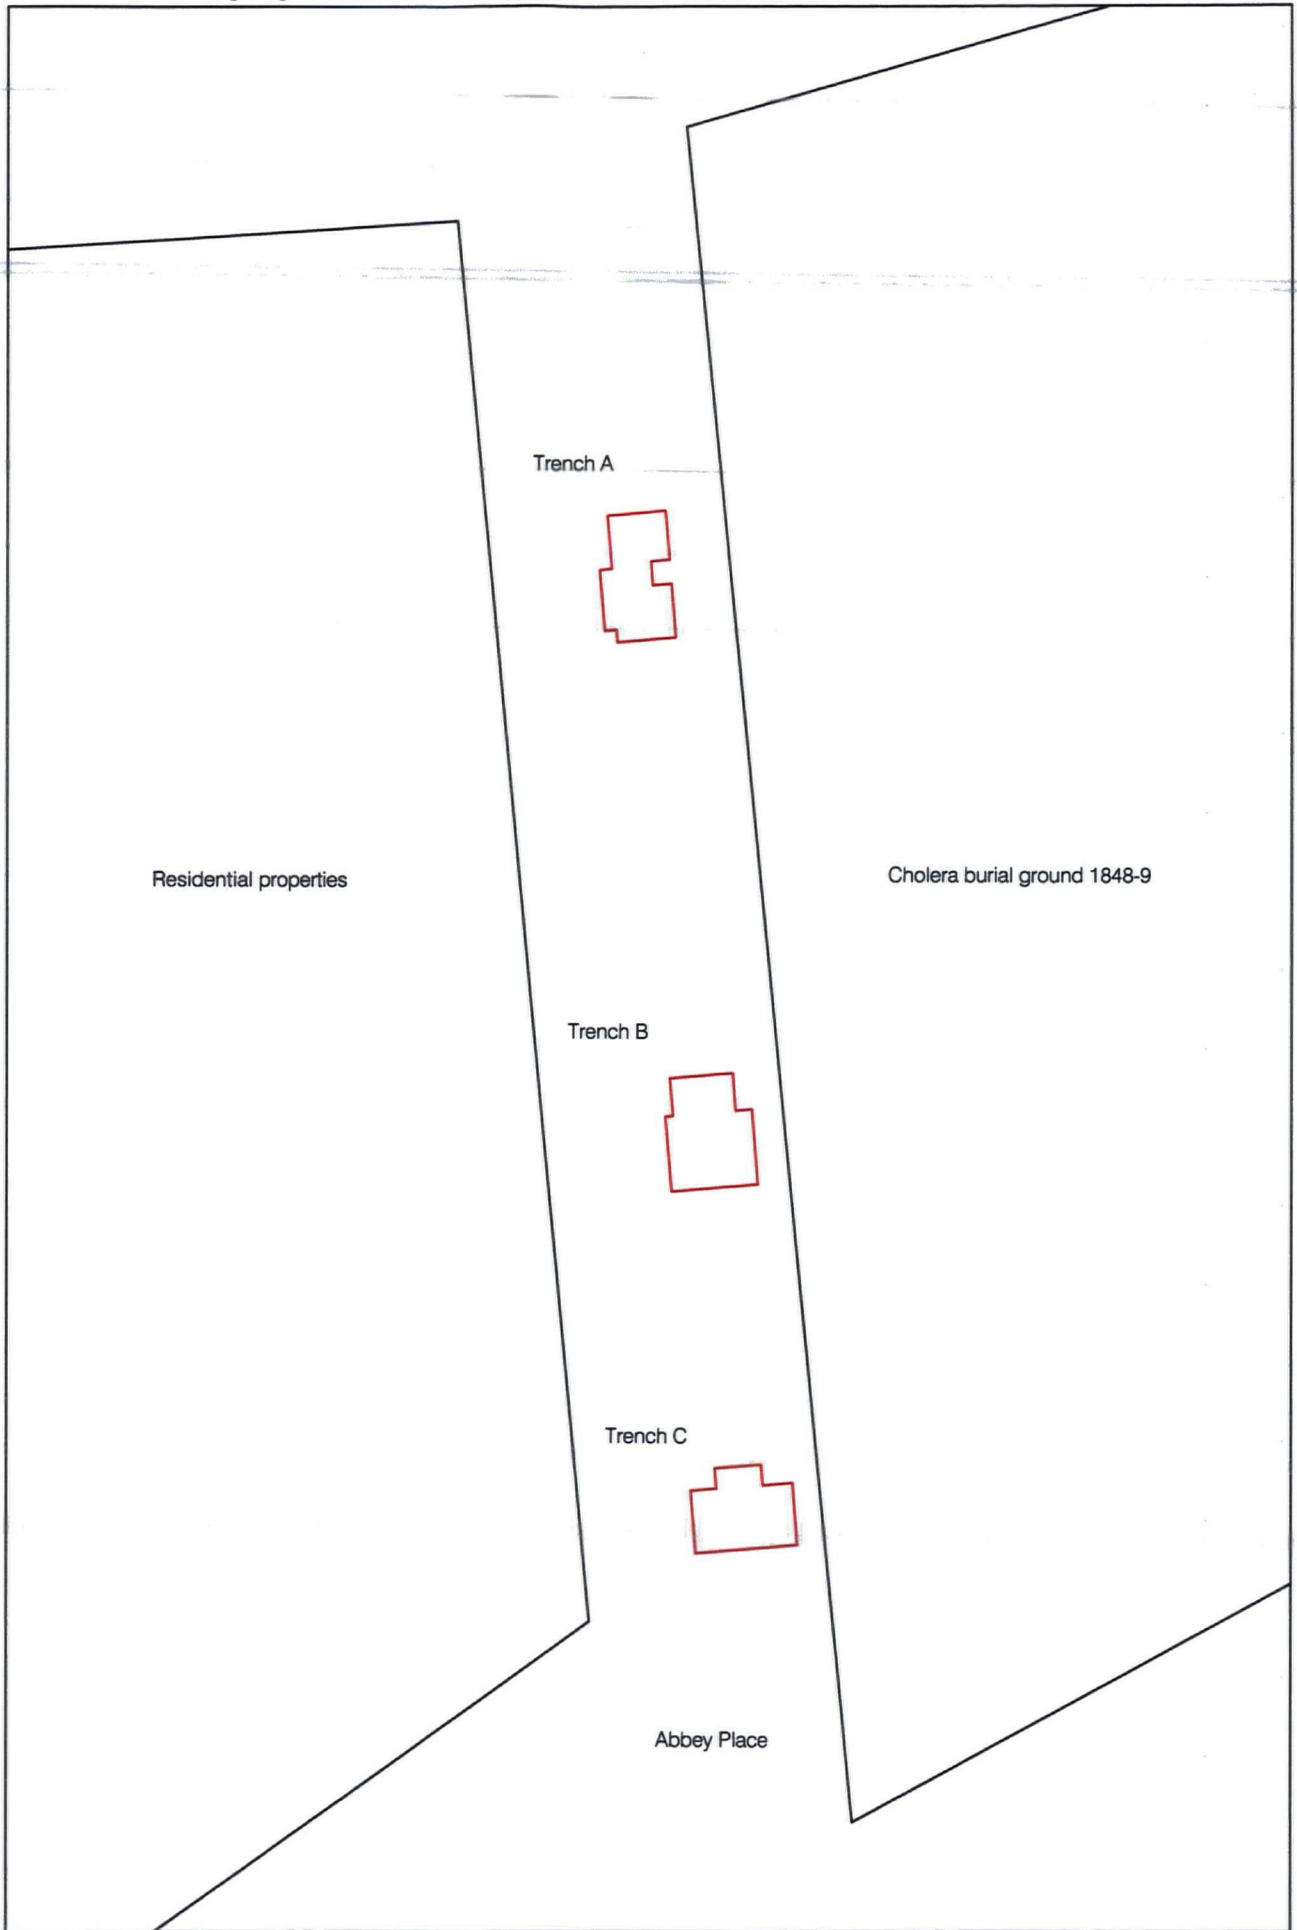 Trench A
Residential properties
Cholera burial ground 1848-9
Trench B
Trench C
Abbey Place